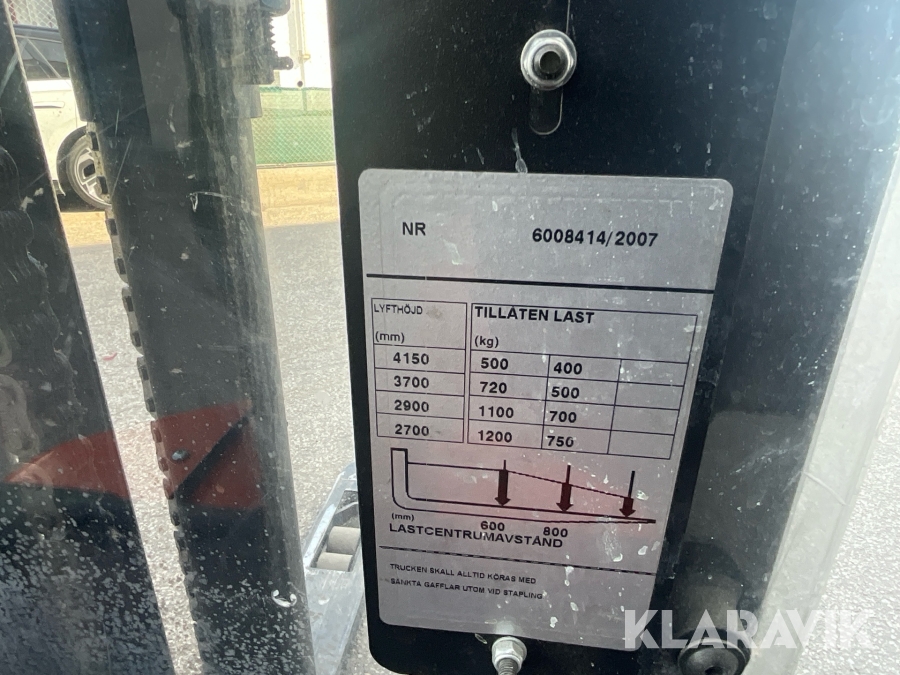 NR 6008414/2007
LYFTHÖJD TILLÅTEN LAST
(mm) (kg)
4150 500 400
3700 720 500
2900 1100 700
2700 1200 750
(mm) 600 800
LASTCENTRUMAVSTÅND
TRUCKEN SKALL ALLTID KÖRAS MED
SÄNKTA GAFFLAR UTOM VID STAPLING
KLARAVIK